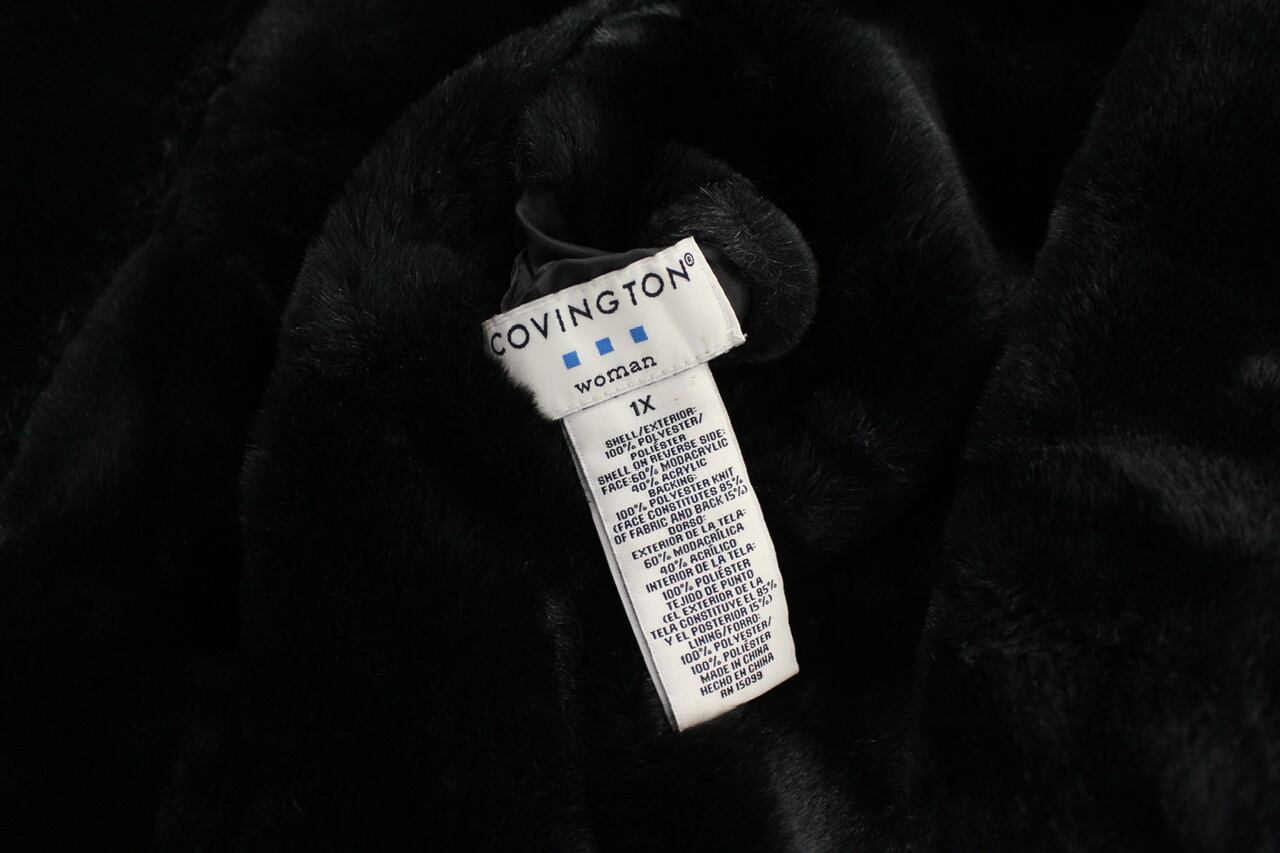 COVINGTON®
woman
1X
SHELL/EXTERIOR:
100% POLYESTER/
POLIÉSTER
SHELL ON REVERSE SIDE:
FACE:60% MODACRYLIC
40% ACRYLIC
BACKING:
100% POLYESTER KNIT
(FACE CONSTITUTES 85%
OF FABRIC AND BACK 15%)
DORSO:
EXTERIOR DE LA TELA:
60% MODACRÍLICA
40% ACRÍLICO
INTERIOR DE LA TELA:
100% POLIÉSTER
TEJIDO DE PUNTO
(EL EXTERIOR DE LA
TELA CONSTITUYE EL 85%
Y EL POSTERIOR 15%)
LINING/FORRO:
100% POLYESTER/
100% POLIÉSTER
MADE IN CHINA
HECHO EN CHINA
RN 15099